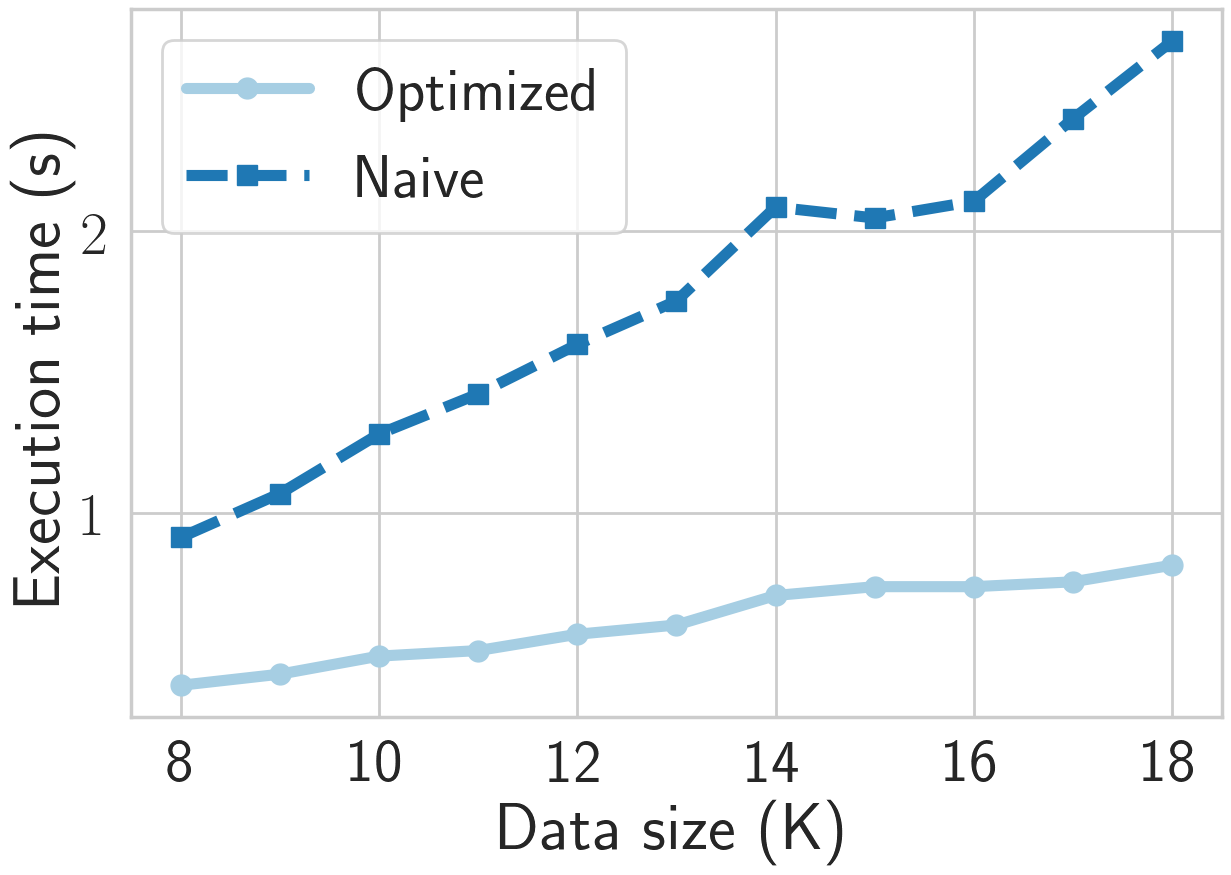 Optimized
Naive
Execution time (s)
2
1
8 10 12 14 16 18
Data size (K)